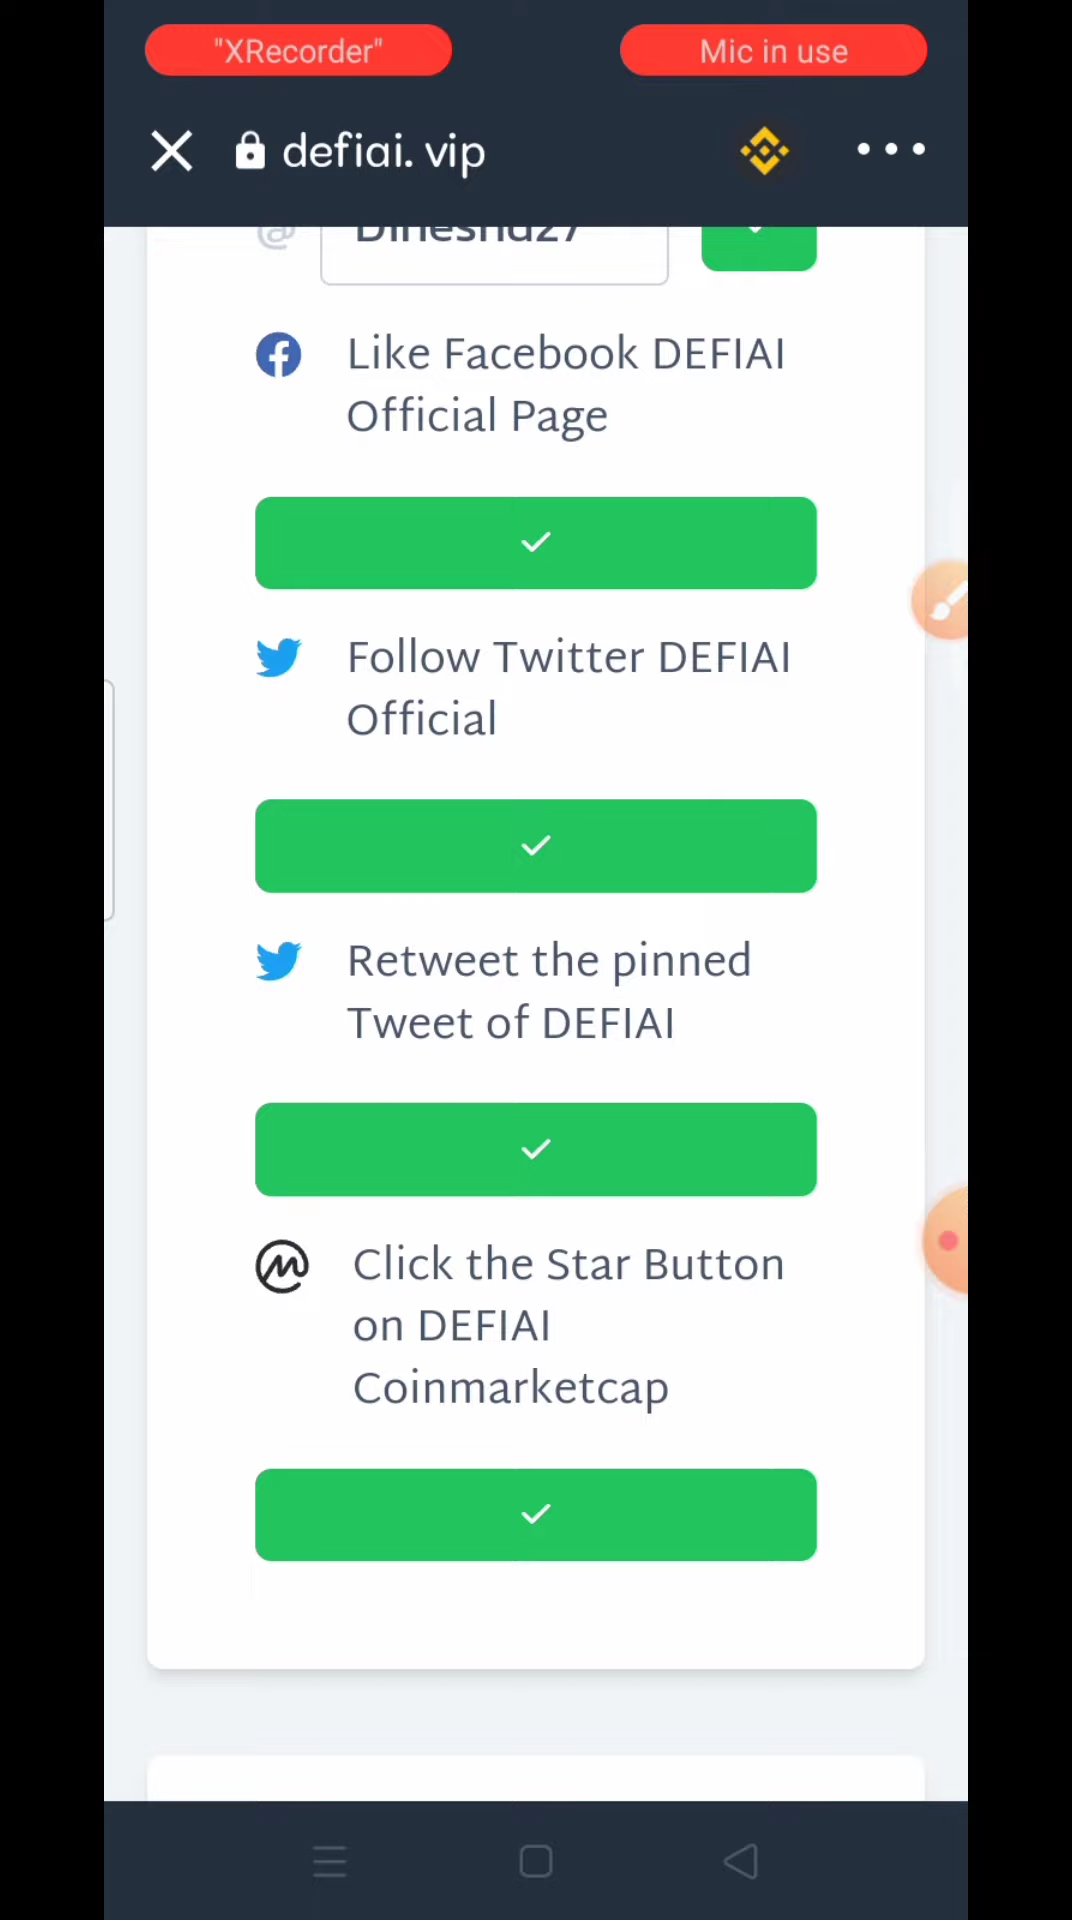 "XRecorder" Mic in use
defiai. vip
@ Dineshd27
Like Facebook DEFIAI
Official Page
Follow Twitter DEFIAI
Official
Retweet the pinned
Tweet of DEFIAI
Click the Star Button
on DEFIAI
Coinmarketcap